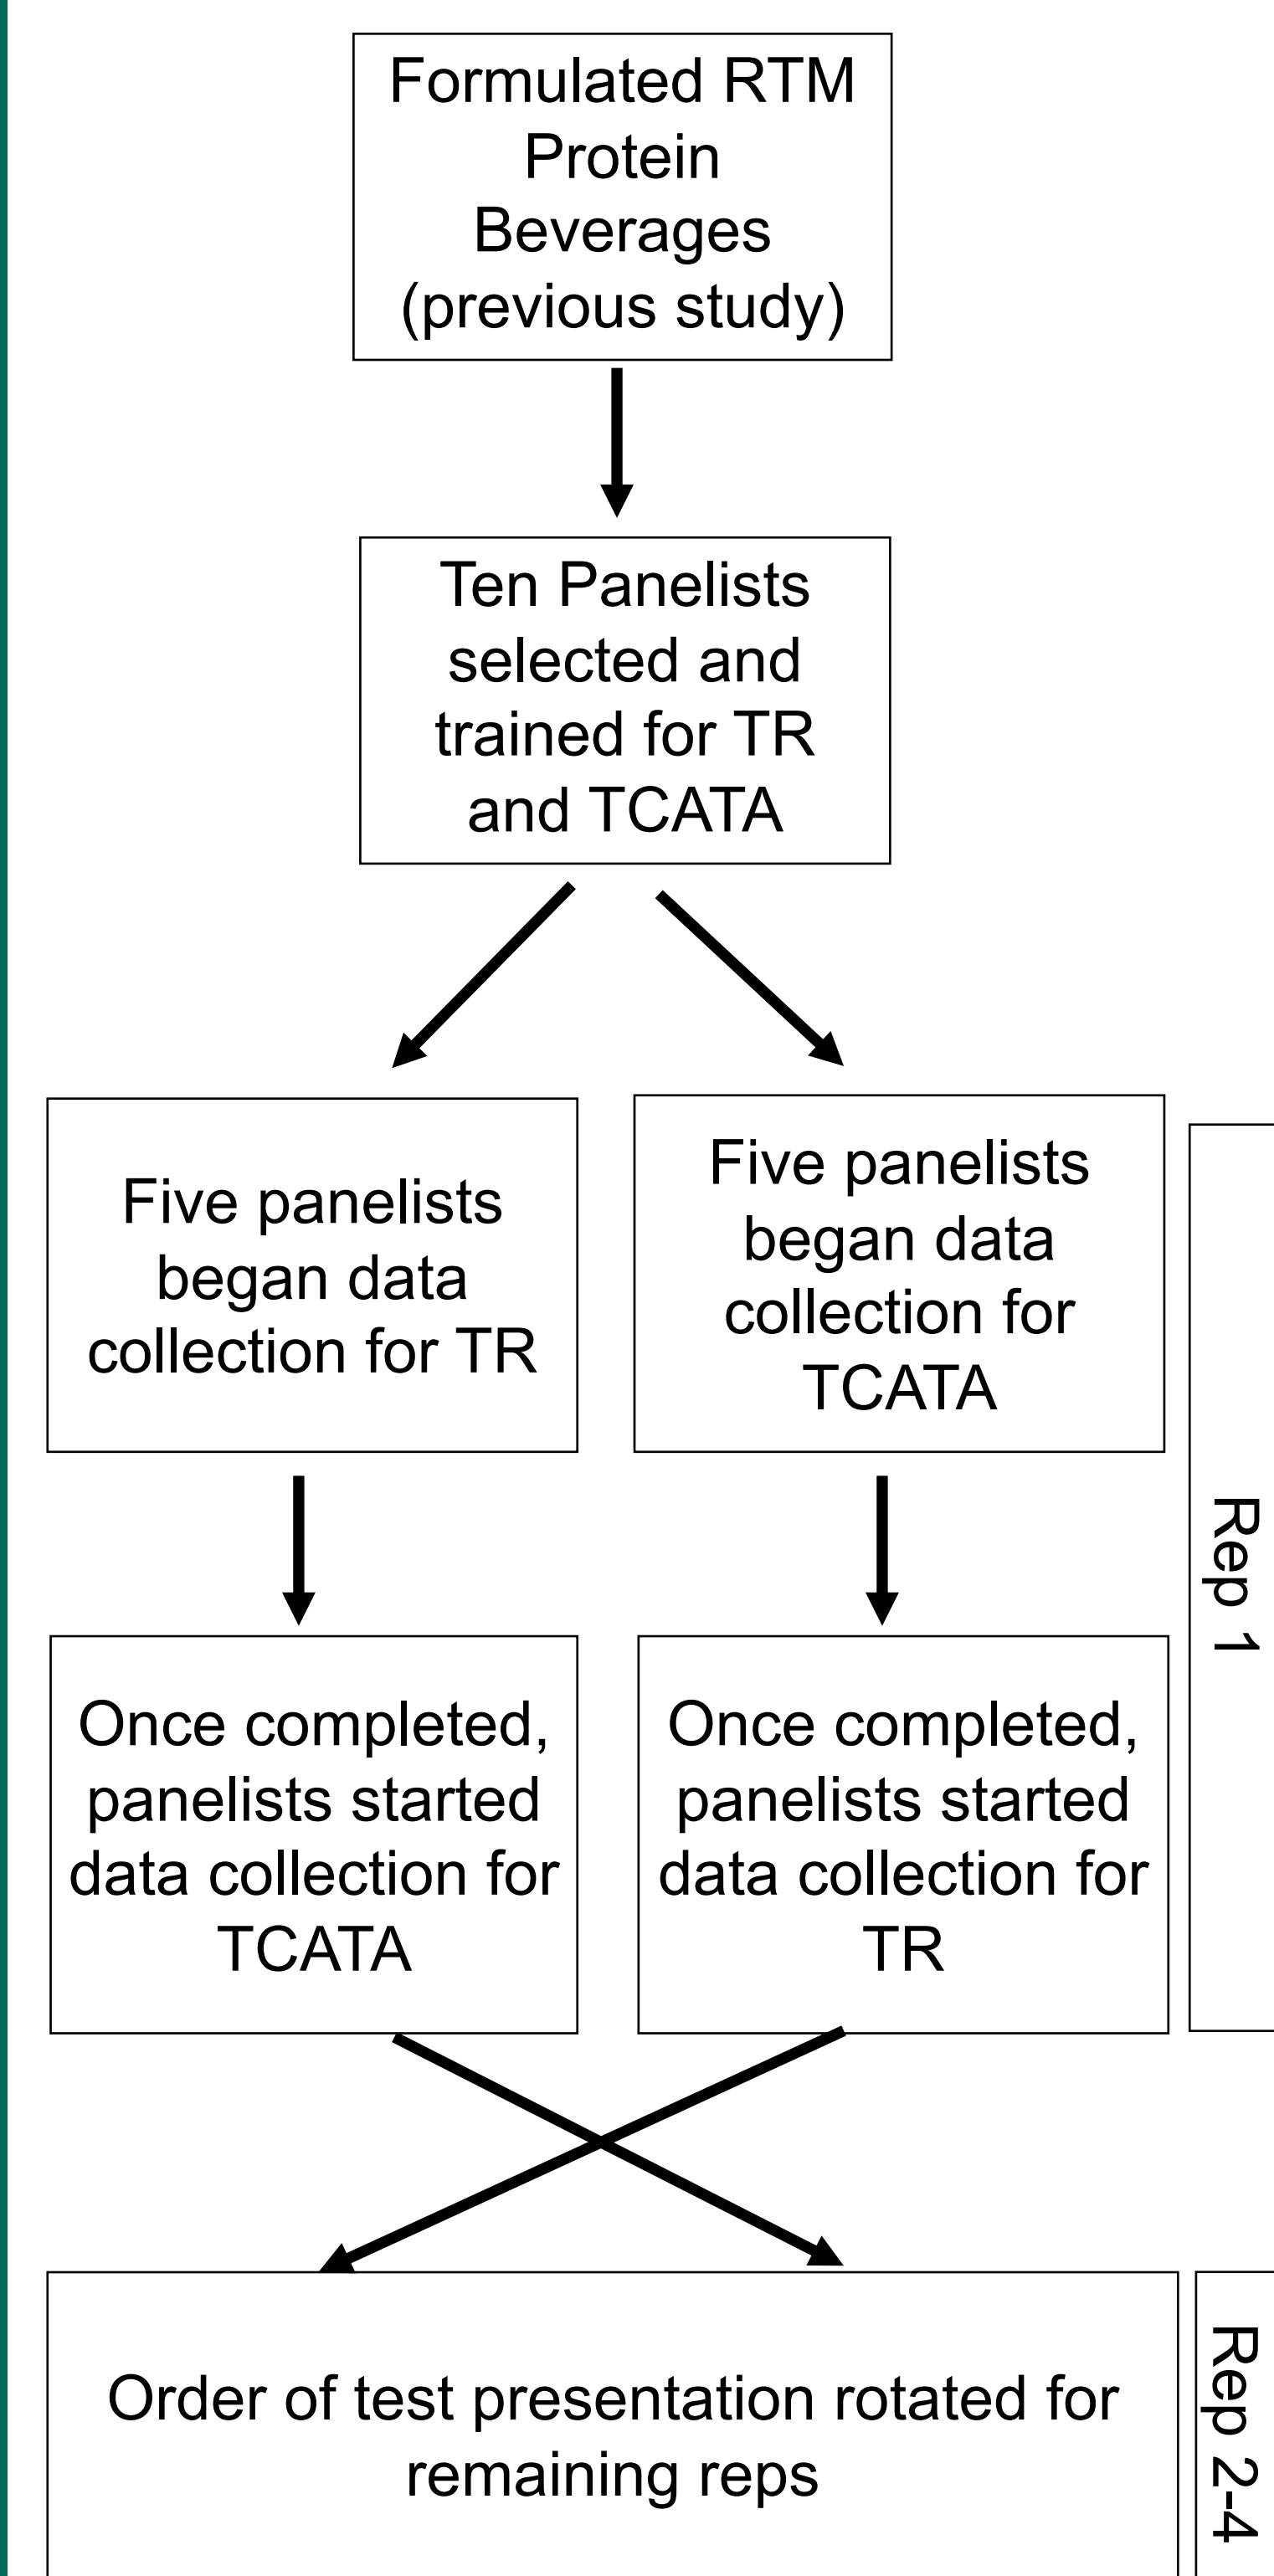 Formulated RTM
Protein
Beverages
(previous study)
Ten Panelists
selected and
trained for TR
and TCATA
Five panelists
began data
collection for TR
Five panelists
began data
collection for
TCATA
Rep 1
Once completed,
panelists started
data collection for
TCATA
Once completed,
panelists started
data collection for
TR
Order of test presentation rotated for
remaining reps
Rep 2-4